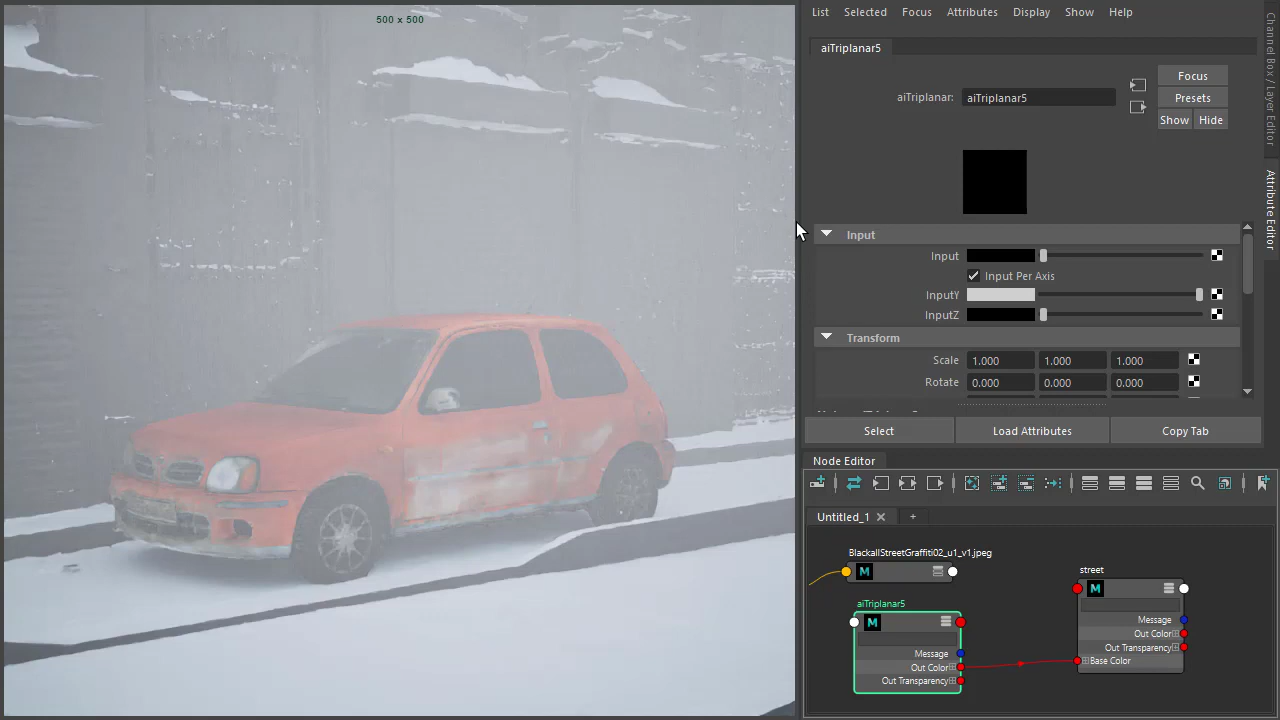 500 x 500
List Selected Focus Attributes Display Show Help
aiTriplanar5
aiTriplanar: aiTriplanar5
Focus
Presets
Show Hide
Input
Input
Input Per Axis
InputY
InputZ
Transform
Scale 1.000 1.000 1.000
Rotate 0.000 0.000 0.000
Select Load Attributes Copy Tab
Channel Box / Layer Editor
Attribute Editor
Node Editor
Untitled_1
BlackallStreetGraffiti02_u1_v1.jpeg
M
aiTriplanar5
M
Message
Out Color
Out Transparency
street
M
Message
Out Color
Out Transparency
Base Color